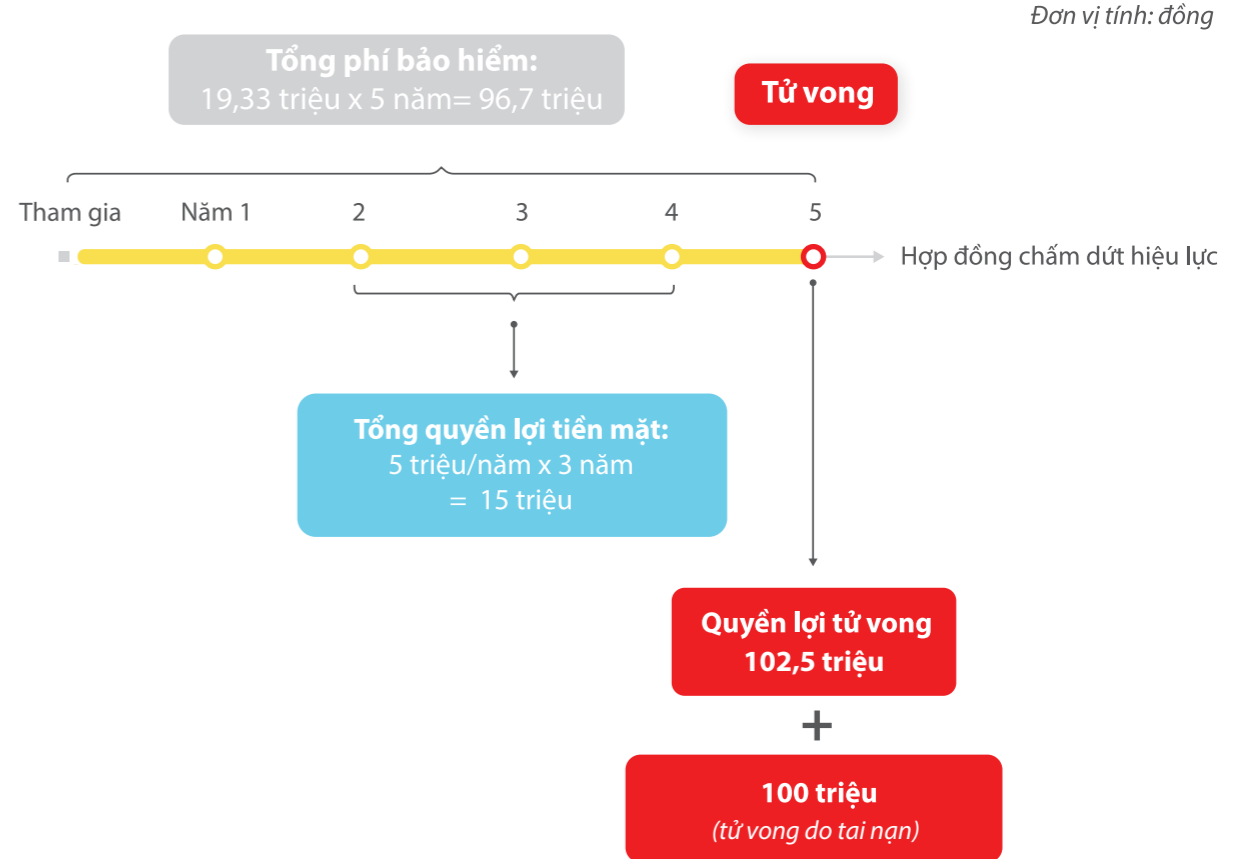 Đơn vị tính: đồng
Tổng phí bảo hiểm:
19,33 triệu x 5 năm= 96,7 triệu
Tử vong
Tham gia
Năm 1
2
3
4
5
Hợp đồng chấm dứt hiệu lực
Tổng quyền lợi tiền mặt:
5 triệu/năm x 3 năm
= 15 triệu
Quyền lợi tử vong
102,5 triệu
+
100 triệu
(tử vong do tai nạn)